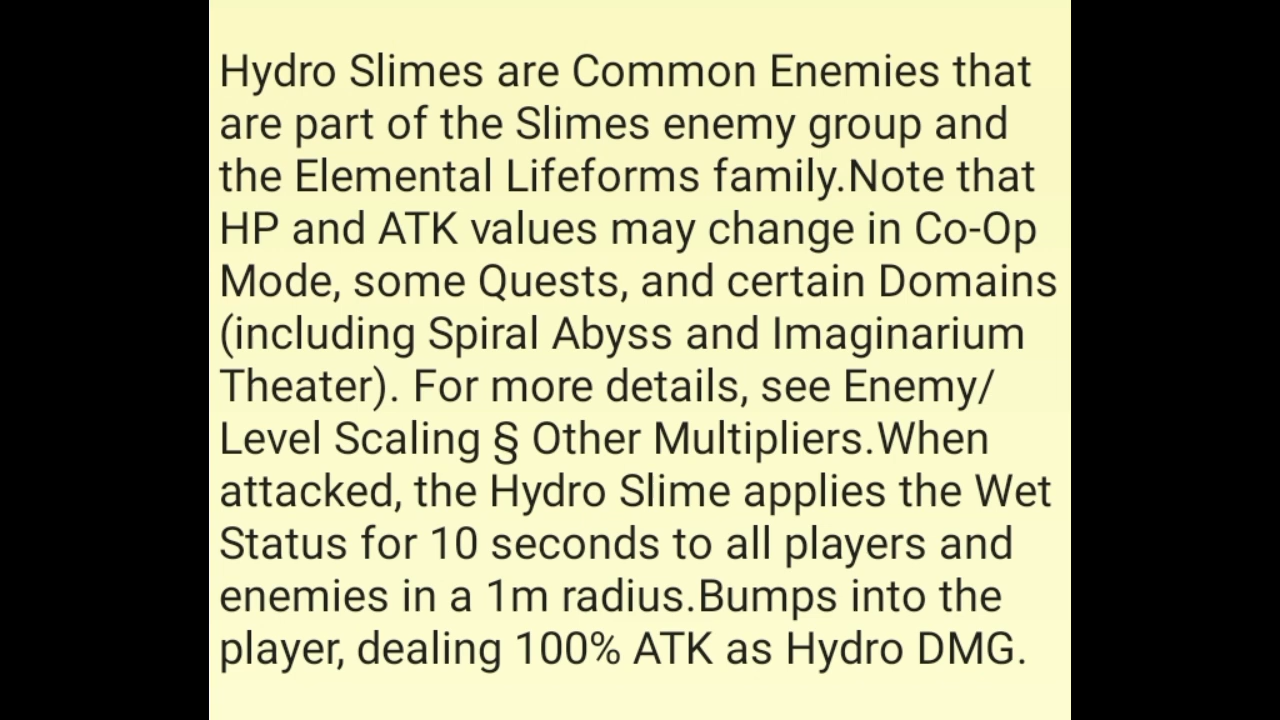 Hydro Slimes are Common Enemies that
are part of the Slimes enemy group and
the Elemental Lifeforms family.Note that
HP and ATK values may change in Co-Op
Mode, some Quests, and certain Domains
(including Spiral Abyss and Imaginarium
Theater). For more details, see Enemy/
Level Scaling § Other Multipliers.When
attacked, the Hydro Slime applies the Wet
Status for 10 seconds to all players and
enemies in a 1m radius.Bumps into the
player, dealing 100% ATK as Hydro DMG.